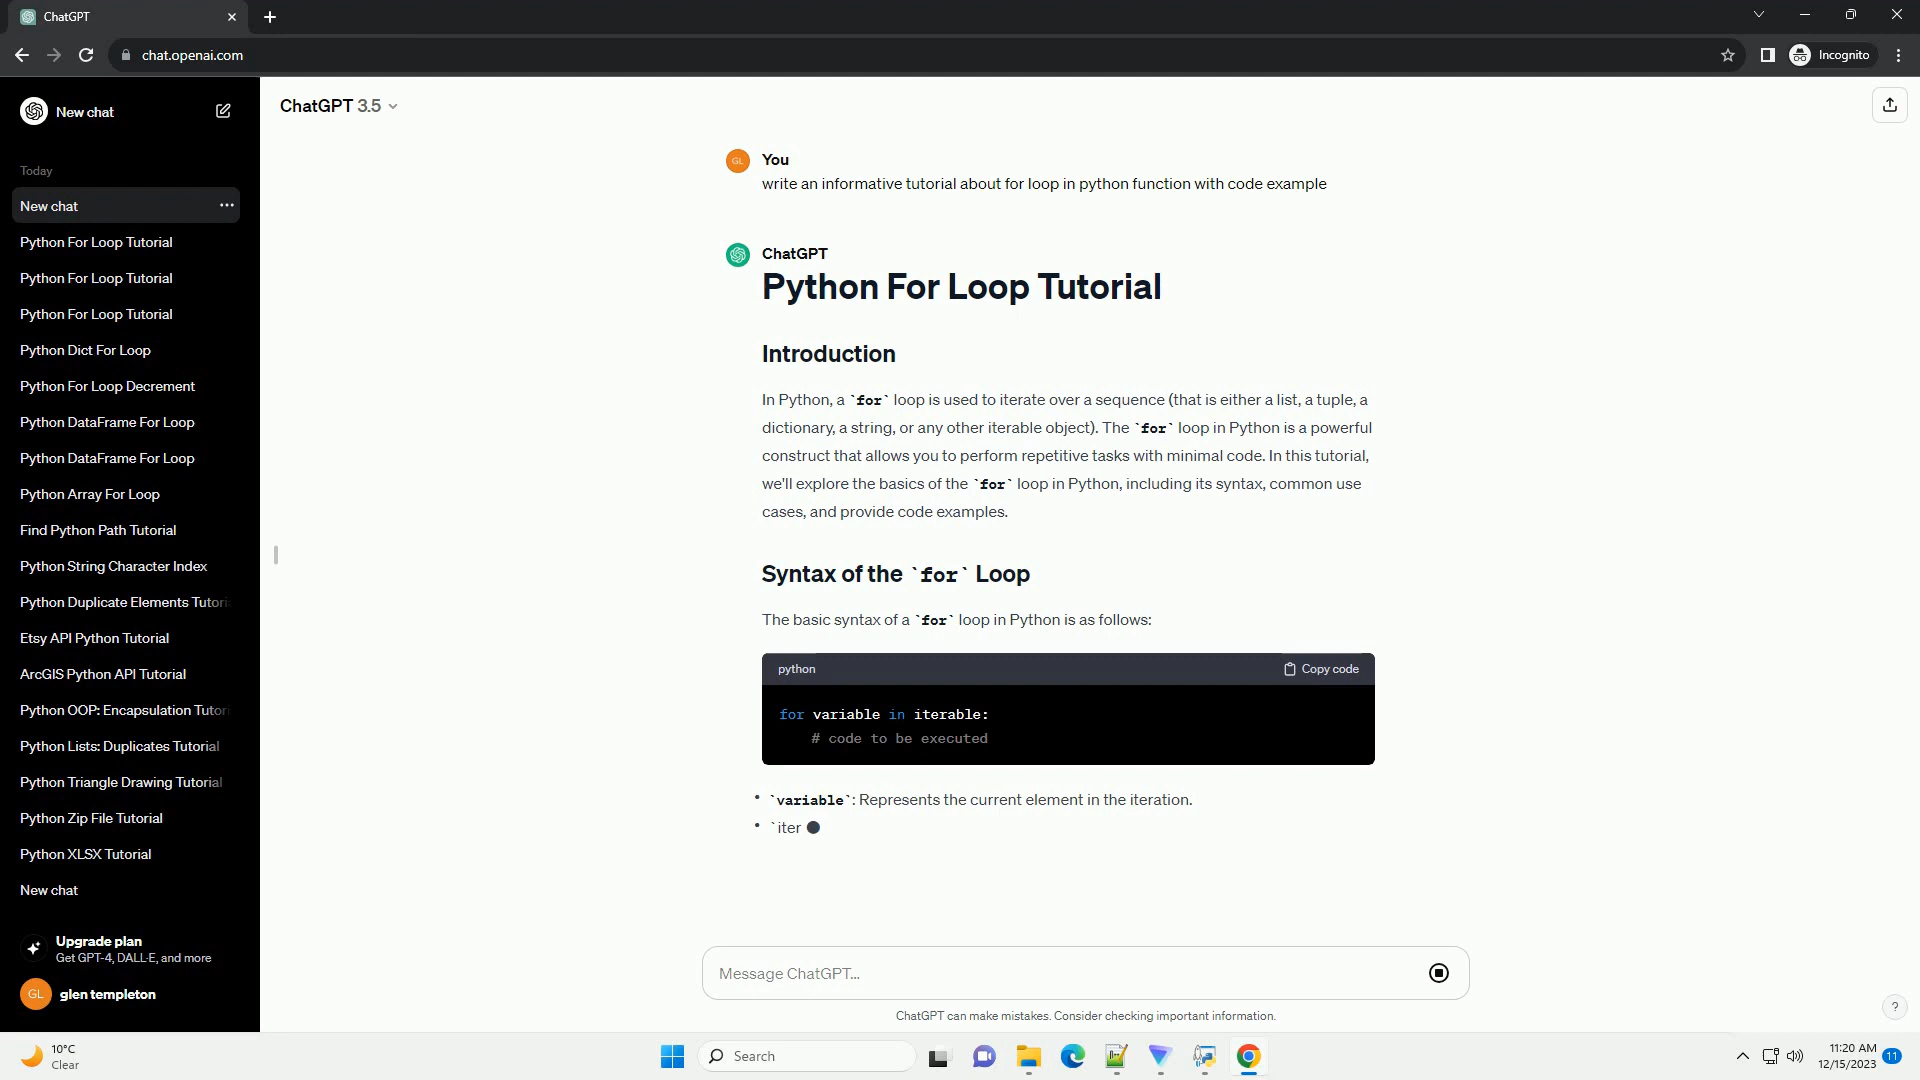 ChatGPT
chat.openai.com
Incognito
New chat
Today
New chat
Python For Loop Tutorial
Python For Loop Tutorial
Python For Loop Tutorial
Python Dict For Loop
Python For Loop Decrement
Python DataFrame For Loop
Python DataFrame For Loop
Python Array For Loop
Find Python Path Tutorial
Python String Character Index
Python Duplicate Elements Tutori
Etsy API Python Tutorial
ArcGIS Python API Tutorial
Python OOP: Encapsulation Tutor
Python Lists: Duplicates Tutorial
Python Triangle Drawing Tutorial
Python Zip File Tutorial
Python XLSX Tutorial
New chat
Upgrade plan
Get GPT-4, DALL·E, and more
GL glen templeton
ChatGPT 3.5
GL You
write an informative tutorial about for loop in python function with code example
ChatGPT
Python For Loop Tutorial
Introduction
In Python, a `for` loop is used to iterate over a sequence (that is either a list, a tuple, a
dictionary, a string, or any other iterable object). The `for` loop in Python is a powerful
construct that allows you to perform repetitive tasks with minimal code. In this tutorial,
we'll explore the basics of the `for` loop in Python, including its syntax, common use
cases, and provide code examples.
Syntax of the `for` Loop
The basic syntax of a `for` loop in Python is as follows:
python Copy code
for variable in iterable:
# code to be executed
• `variable`: Represents the current element in the iteration.
• `iter
Message ChatGPT...
ChatGPT can make mistakes. Consider checking important information.
?
10°C
Clear
Search
11:20 AM
12/15/2023
11